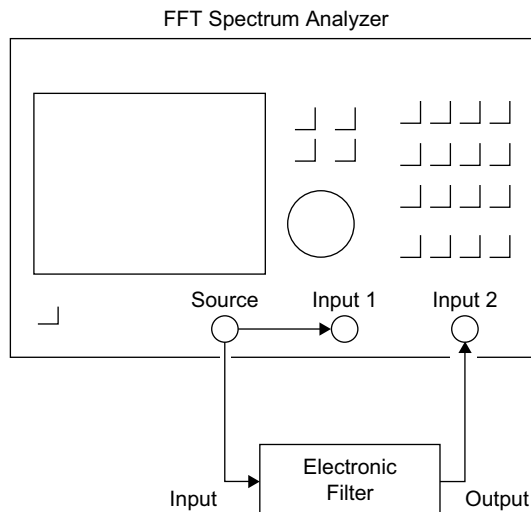 FFT Spectrum Analyzer
Source
Input 1
Input 2
Electronic
Filter
Input
Output